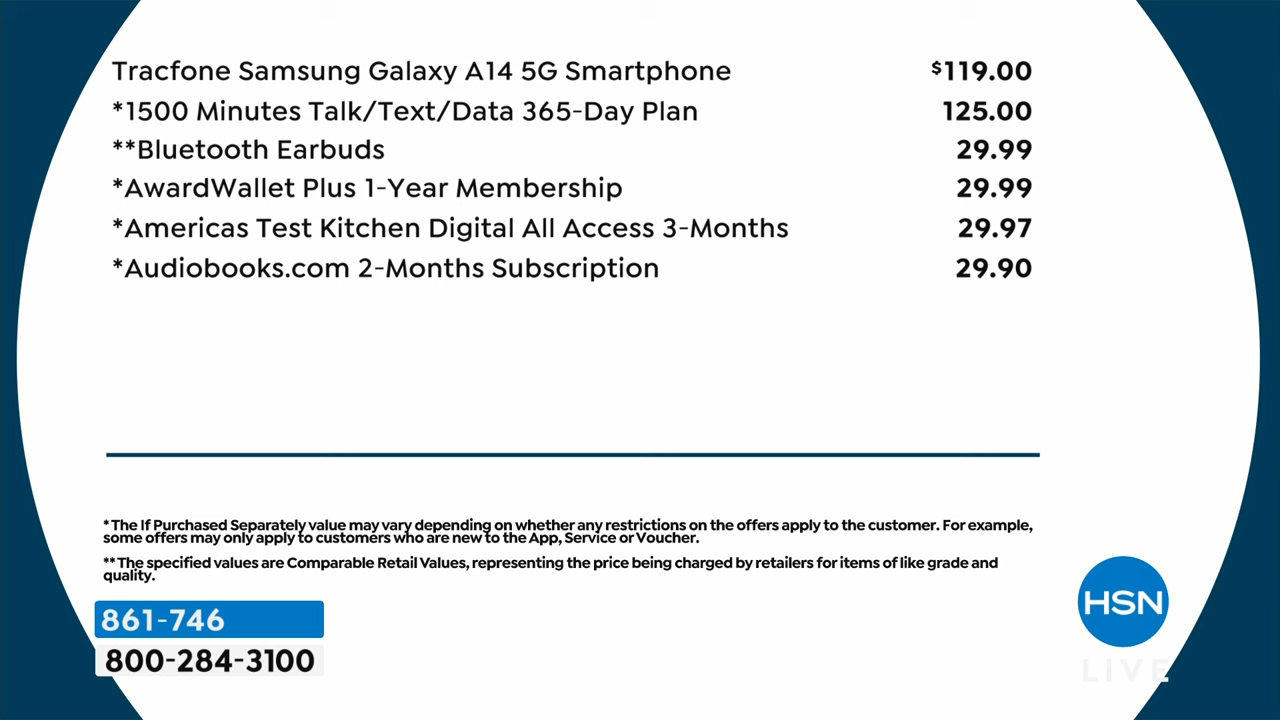 Tracfone Samsung Galaxy A14 5G Smartphone $119.00
*1500 Minutes Talk/Text/Data 365-Day Plan 125.00
**Bluetooth Earbuds 29.99
*AwardWallet Plus 1-Year Membership 29.99
*Americas Test Kitchen Digital All Access 3-Months 29.97
*Audiobooks.com 2-Months Subscription 29.90
* The If Purchased Separately value may vary depending on whether any restrictions on the offers apply to the customer. For example,
some offers may only apply to customers who are new to the App, Service or Voucher.
** The specified values are Comparable Retail Values, representing the price being charged by retailers for items of like grade and
quality.
861-746
800-284-3100
HSN
LIVE